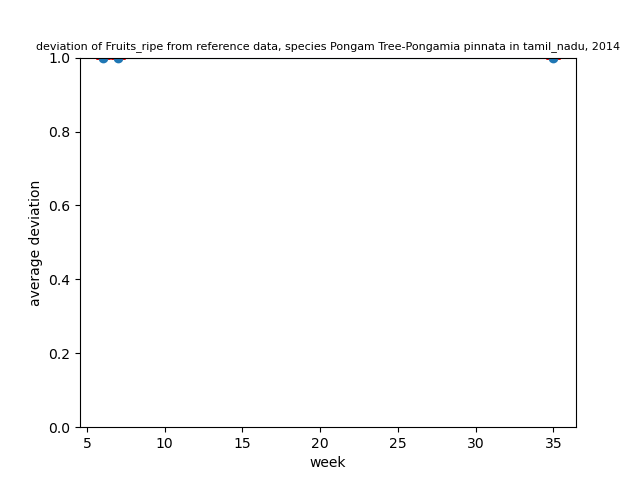 deviation of Fruits_ripe from reference data, species Pongam Tree-Pongamia pinnata in tamil_nadu, 2014
1.0
0.8
0.6
0.4
0.2
0.0
average deviation
5 10 15 20 25 30 35
week